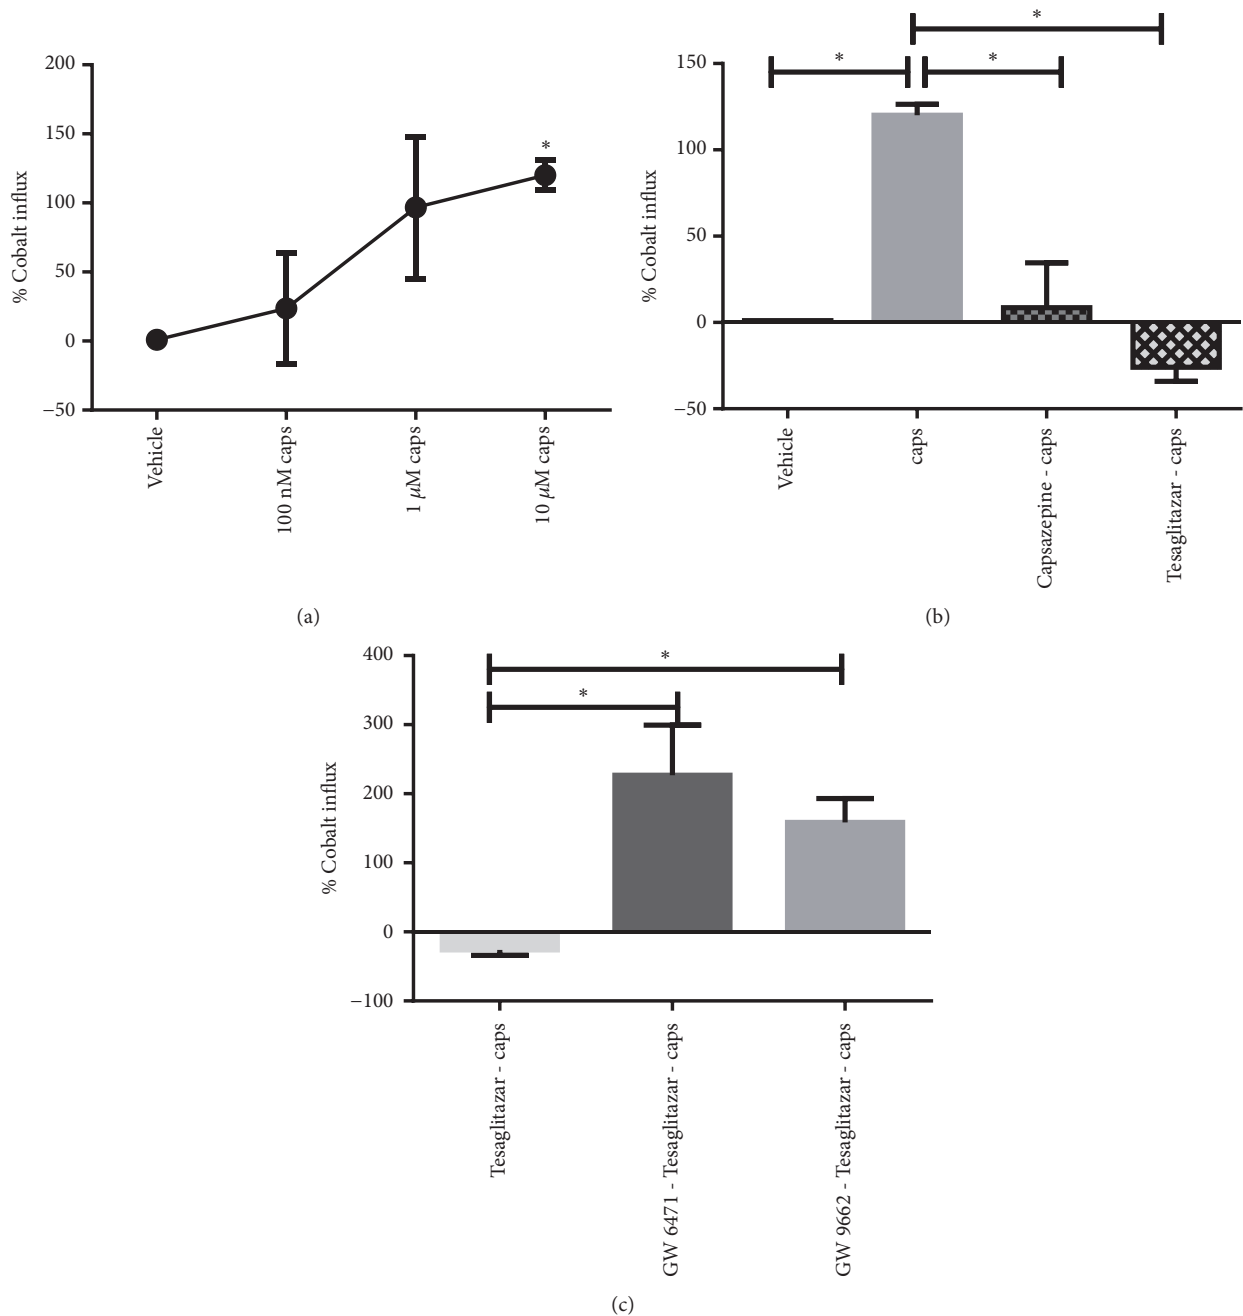 200
150
100
50
0
−50
% Cobalt influx
*
Vehicle
100 nM caps
1 μM caps
10 μM caps
(a)
*
*
*
150
100
50
0
−50
% Cobalt influx
Vehicle
caps
Capsazepine - caps
Tesaglitazar - caps
(b)
*
*
400
300
200
100
0
−100
% Cobalt influx
Tesaglitazar - caps
GW 6471 - Tesaglitazar - caps
GW 9662 - Tesaglitazar - caps
(c)